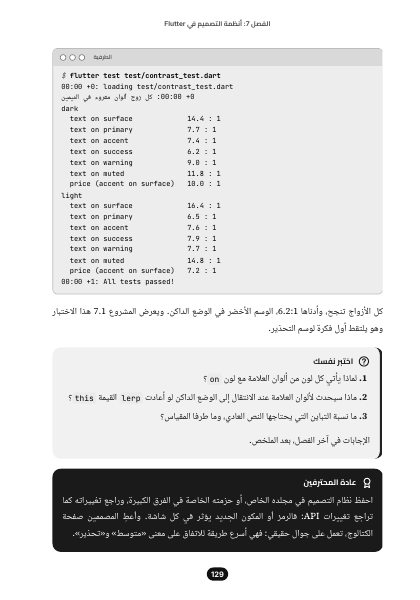 الفصل 7: أنظمة التصميم في Flutter
الطرفية
$ flutter test test/contrast_test.dart
00:00 +0: loading test/contrast_test.dart
00:00 +0: كل زوج ألوان مقروء في الثيمين
dark
text on surface 14.4 : 1
text on primary 7.7 : 1
text on accent 7.4 : 1
text on success 6.2 : 1
text on warning 9.0 : 1
text on muted 11.8 : 1
price (accent on surface) 10.0 : 1
light
text on surface 16.4 : 1
text on primary 6.5 : 1
text on accent 7.6 : 1
text on success 7.9 : 1
text on warning 7.7 : 1
text on muted 14.8 : 1
price (accent on surface) 7.2 : 1
00:00 +1: All tests passed!
كل الأزواج تنجح، وأدناها 6.2:1، الوسم الأخضر في الوضع الداكن. ويعرض المشروع 7.1 هذا الاختبار
وهو يلتقط أول فكرة لوسم التحذير.
اختبر نفسك
1. لماذا يأتي كل لون من ألوان العلامة مع لون on ؟
2. ماذا سيحدث لألوان العلامة عند الانتقال إلى الوضع الداكن لو أعادت lerp القيمة this ؟
3. ما نسبة التباين التي يحتاجها النص العادي، وما طرفا المقياس؟
الإجابات في آخر الفصل، بعد الملخص.
عادة المحترفين
احفظ نظام التصميم في مجلده الخاص، أو حزمته الخاصة في الفرق الكبيرة، وراجع تغييراته كما
تراجع تغييرات API: فالرمز أو المكون الجديد يؤثر في كل شاشة. وأعط المصممين صفحة
الكتالوج، تعمل على جوال حقيقي: فهي أسرع طريقة للاتفاق على معنى «متوسط» و«تحذير».
129